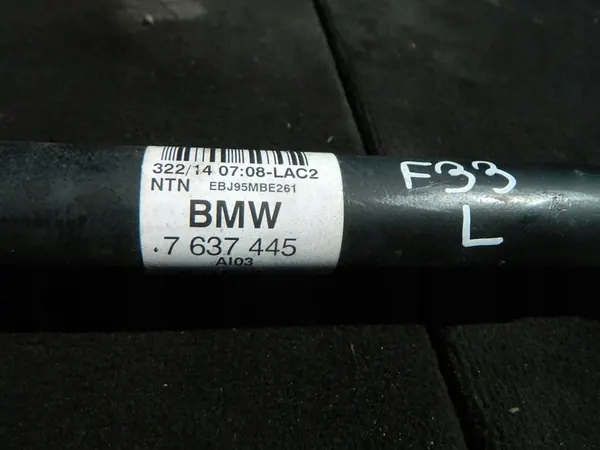 322/14 07:08-LAC2
NTN EBJ95MBE261
BMW
7 637 445
AI03
F33
L